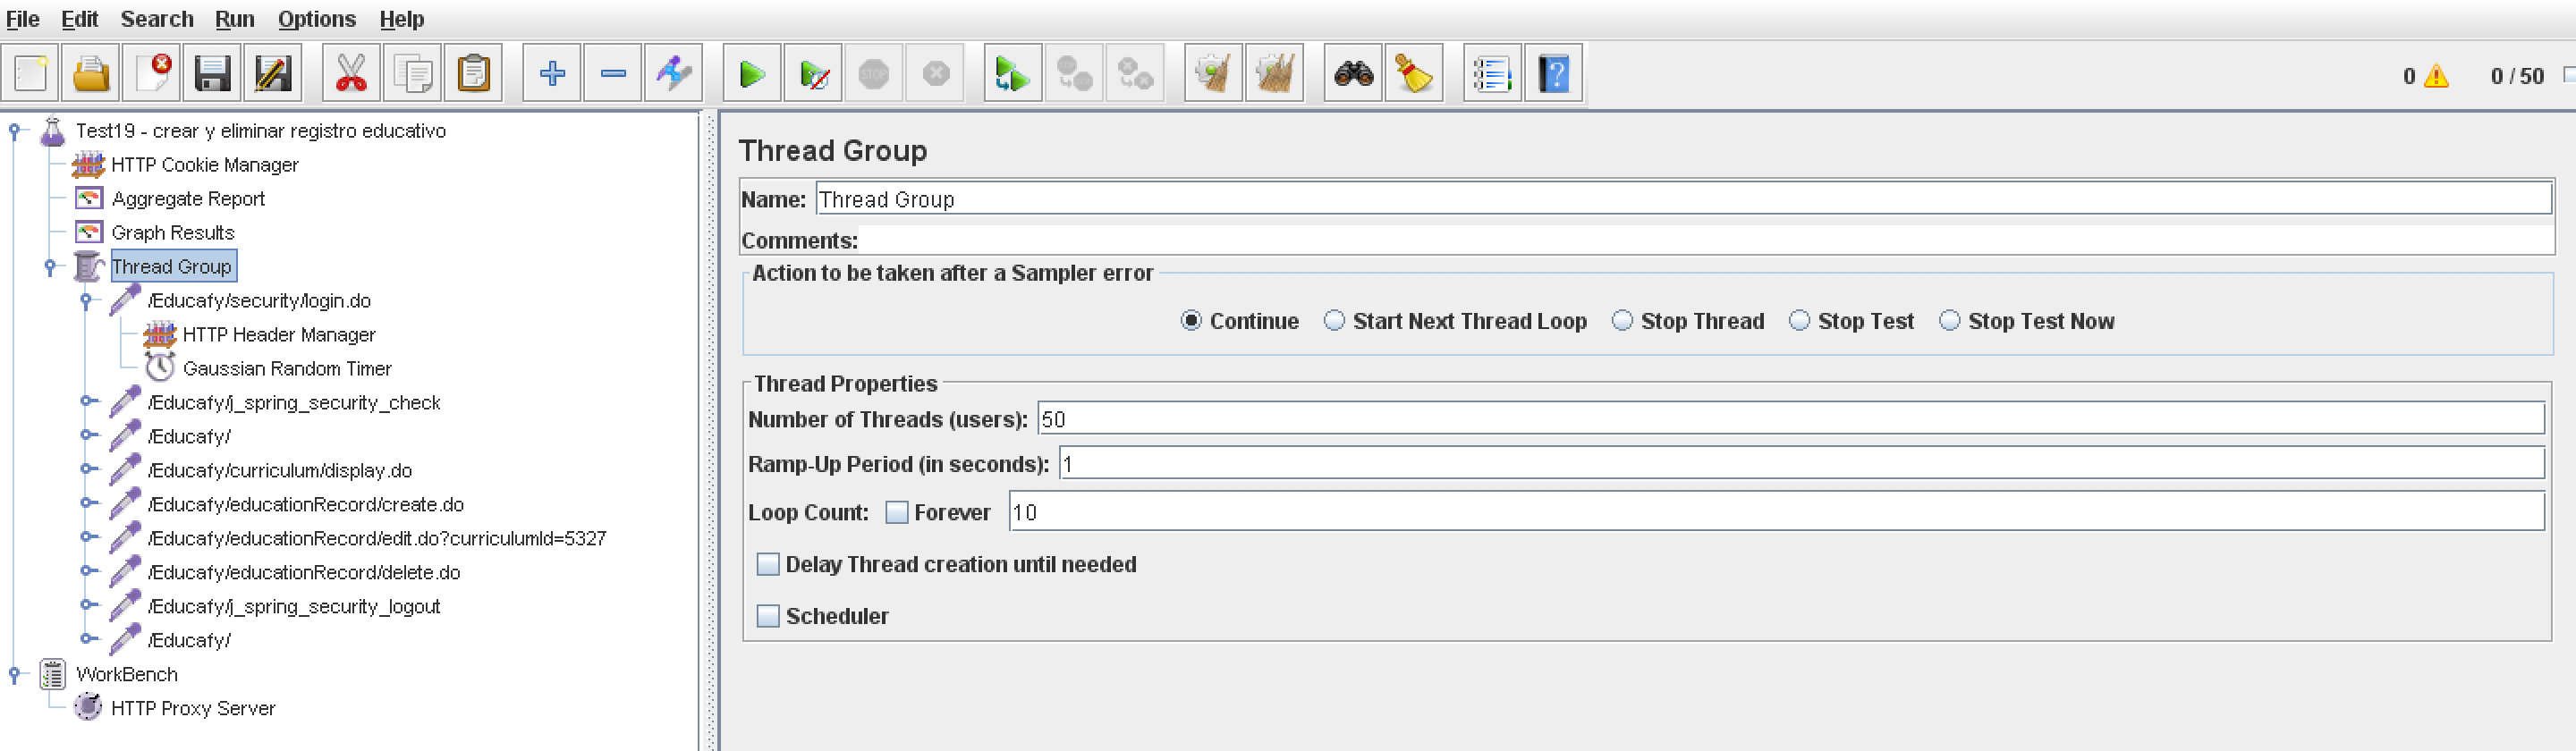 File Edit Search Run Options Help
STOP
0 0 / 50
Test19 - crear y eliminar registro educativo
HTTP Cookie Manager
Aggregate Report
Graph Results
Thread Group
/Educafy/security/login.do
HTTP Header Manager
Gaussian Random Timer
/Educafy/j_spring_security_check
/Educafy/
/Educafy/curriculum/display.do
/Educafy/educationRecord/create.do
/Educafy/educationRecord/edit.do?curriculumId=5327
/Educafy/educationRecord/delete.do
/Educafy/j_spring_security_logout
/Educafy/
WorkBench
HTTP Proxy Server
Thread Group
Name: Thread Group
Comments:
Action to be taken after a Sampler error
Continue Start Next Thread Loop Stop Thread Stop Test Stop Test Now
Thread Properties
Number of Threads (users): 50
Ramp-Up Period (in seconds): 1
Loop Count: Forever 10
Delay Thread creation until needed
Scheduler